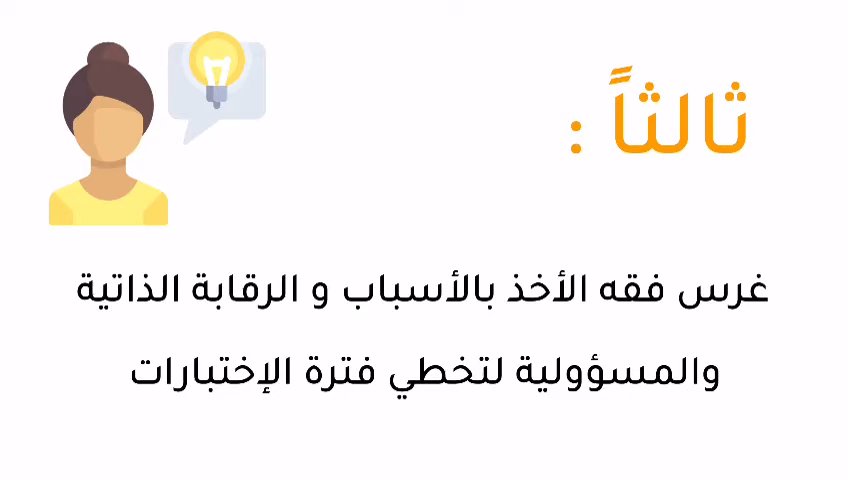 ثالثاً :
غرس فقه الأخذ بالأسباب و الرقابة الذاتية
والمسؤولية لتخطي فترة الإختبارات